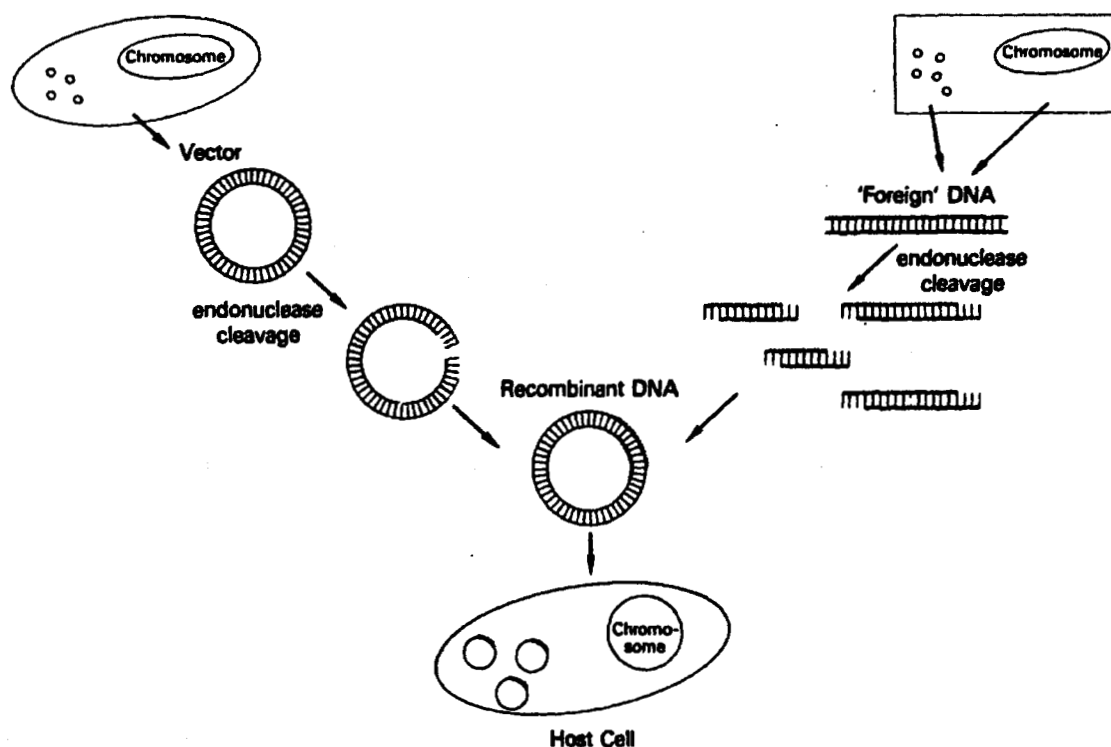 Chromosome
Chromosome
Vector
'Foreign' DNA
endonuclease
cleavage
endonuclease
cleavage
Recombinant DNA
Chromo-
some
Host Cell